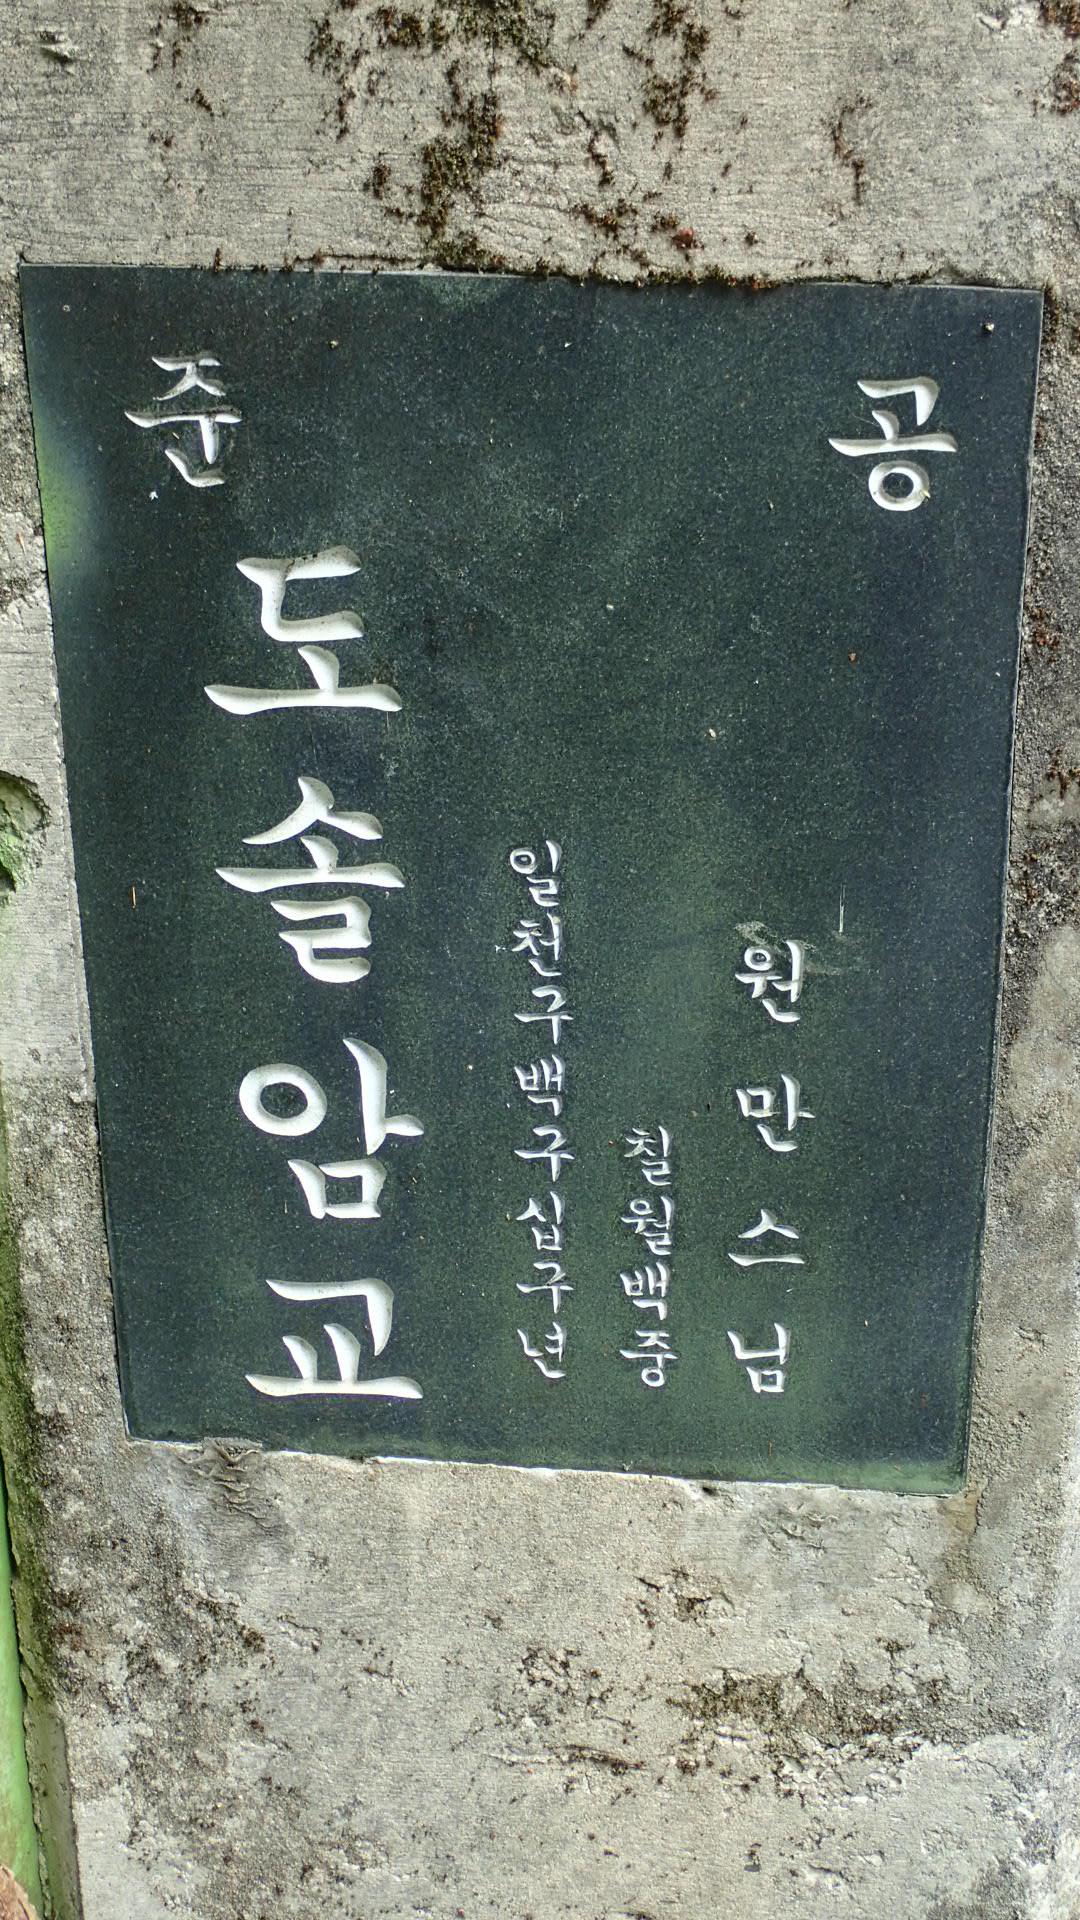 준 공
도솔암교
일천구백구십구년
칠월백중
원만스님